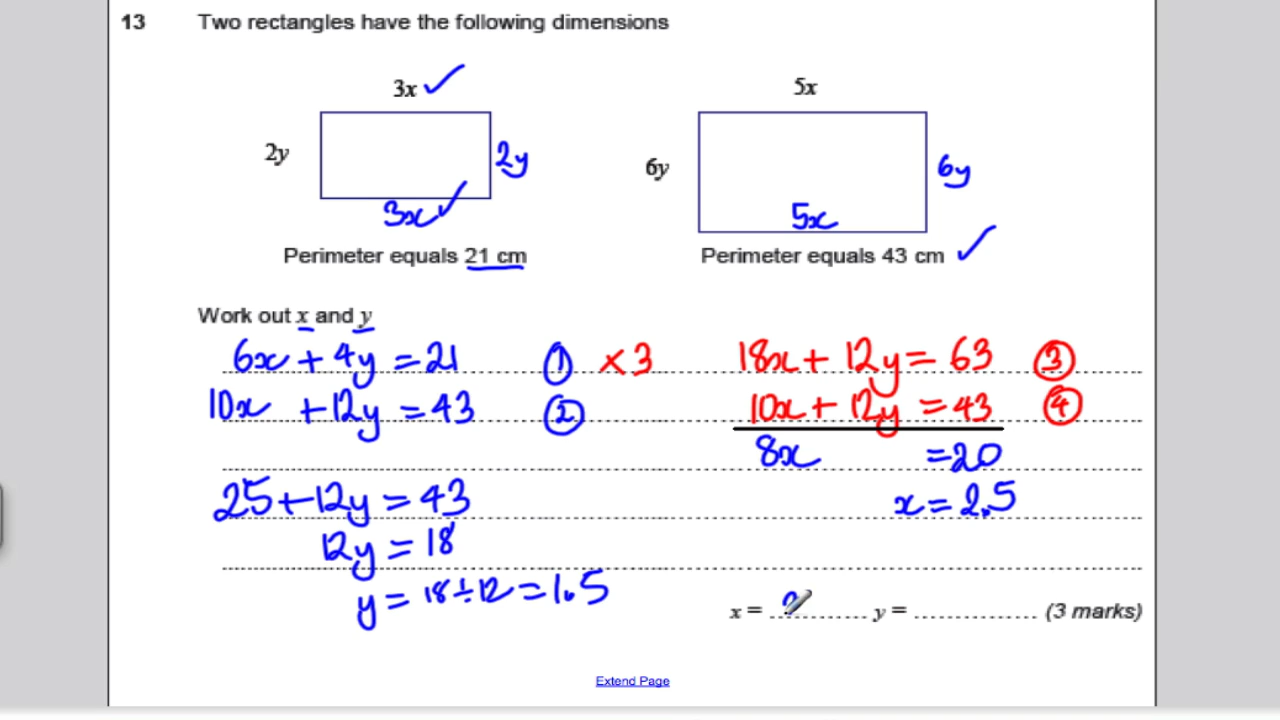 13 Two rectangles have the following dimensions
3x ✓ 5x
2y 2y 6y 6y
3x ✓ 5x
Perimeter equals 21 cm Perimeter equals 43 cm ✓
Work out x and y
6x + 4y = 21 ① ×3 18x + 12y = 63 ③
10x + 12y = 43 ② 10x + 12y = 43 ④
8x = 20
25 + 12y = 43 x = 2.5
12y = 18
y = 18 ÷ 12 = 1.5
x = ............ y = ............ (3 marks)
Extend Page